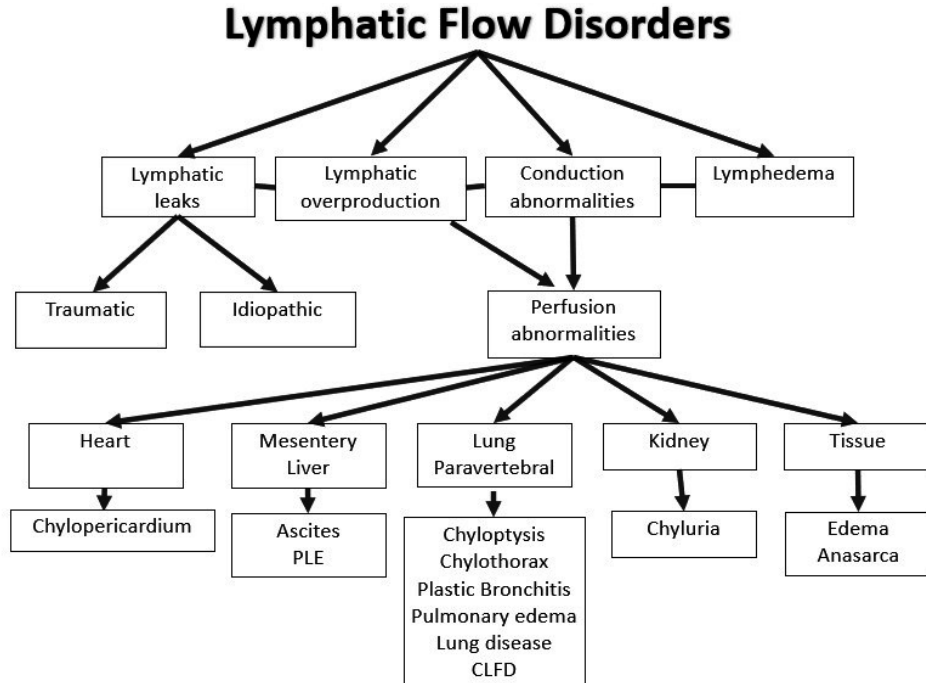 Lymphatic Flow Disorders
Lymphatic
leaks
Lymphatic
overproduction
Conduction
abnormalities
Lymphedema
Traumatic
Idiopathic
Perfusion
abnormalities
Heart
Mesentery
Liver
Lung
Paravertebral
Kidney
Tissue
Chylopericardium
Ascites
PLE
Chyloptysis
Chylothorax
Plastic Bronchitis
Pulmonary edema
Lung disease
CLFD
Chyluria
Edema
Anasarca